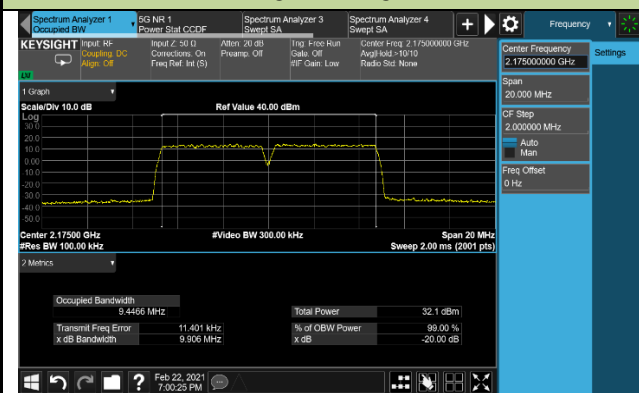 Spectrum Analyzer 1
Occupied BW
5G NR 1
Power Stat CCDF
Spectrum Analyzer 3
Swept SA
Spectrum Analyzer 4
Swept SA
+
Frequency
KEYSIGHT
Input: RF
Coupling: DC
Align: Off
Input Z: 50 Ω
Corrections: On
Freq Ref: Int (S)
Atten: 20 dB
Preamp: Off
Trig: Free Run
Gate: Off
#IF Gain: Low
Center Freq: 2.175000000 GHz
Avg|Hold:>10/10
Radio Std: None
LXI
Center Frequency
2.175000000 GHz
Settings
Span
20.000 MHz
CF Step
2.000000 MHz
Auto
Man
Freq Offset
0 Hz
1 Graph
Scale/Div 10.0 dB
Ref Value 40.00 dBm
Log
30.0
20.0
10.0
0.00
-10.0
-20.0
-30.0
-40.0
-50.0
Center 2.17500 GHz
#Video BW 300.00 kHz
Span 20 MHz
#Res BW 100.00 kHz
Sweep 2.00 ms (2001 pts)
2 Metrics
Occupied Bandwidth
9.4466 MHz
Total Power
32.1 dBm
Transmit Freq Error
11.401 kHz
% of OBW Power
99.00 %
x dB Bandwidth
9.906 MHz
x dB
-20.00 dB
?
Feb 22, 2021
7:00:25 PM